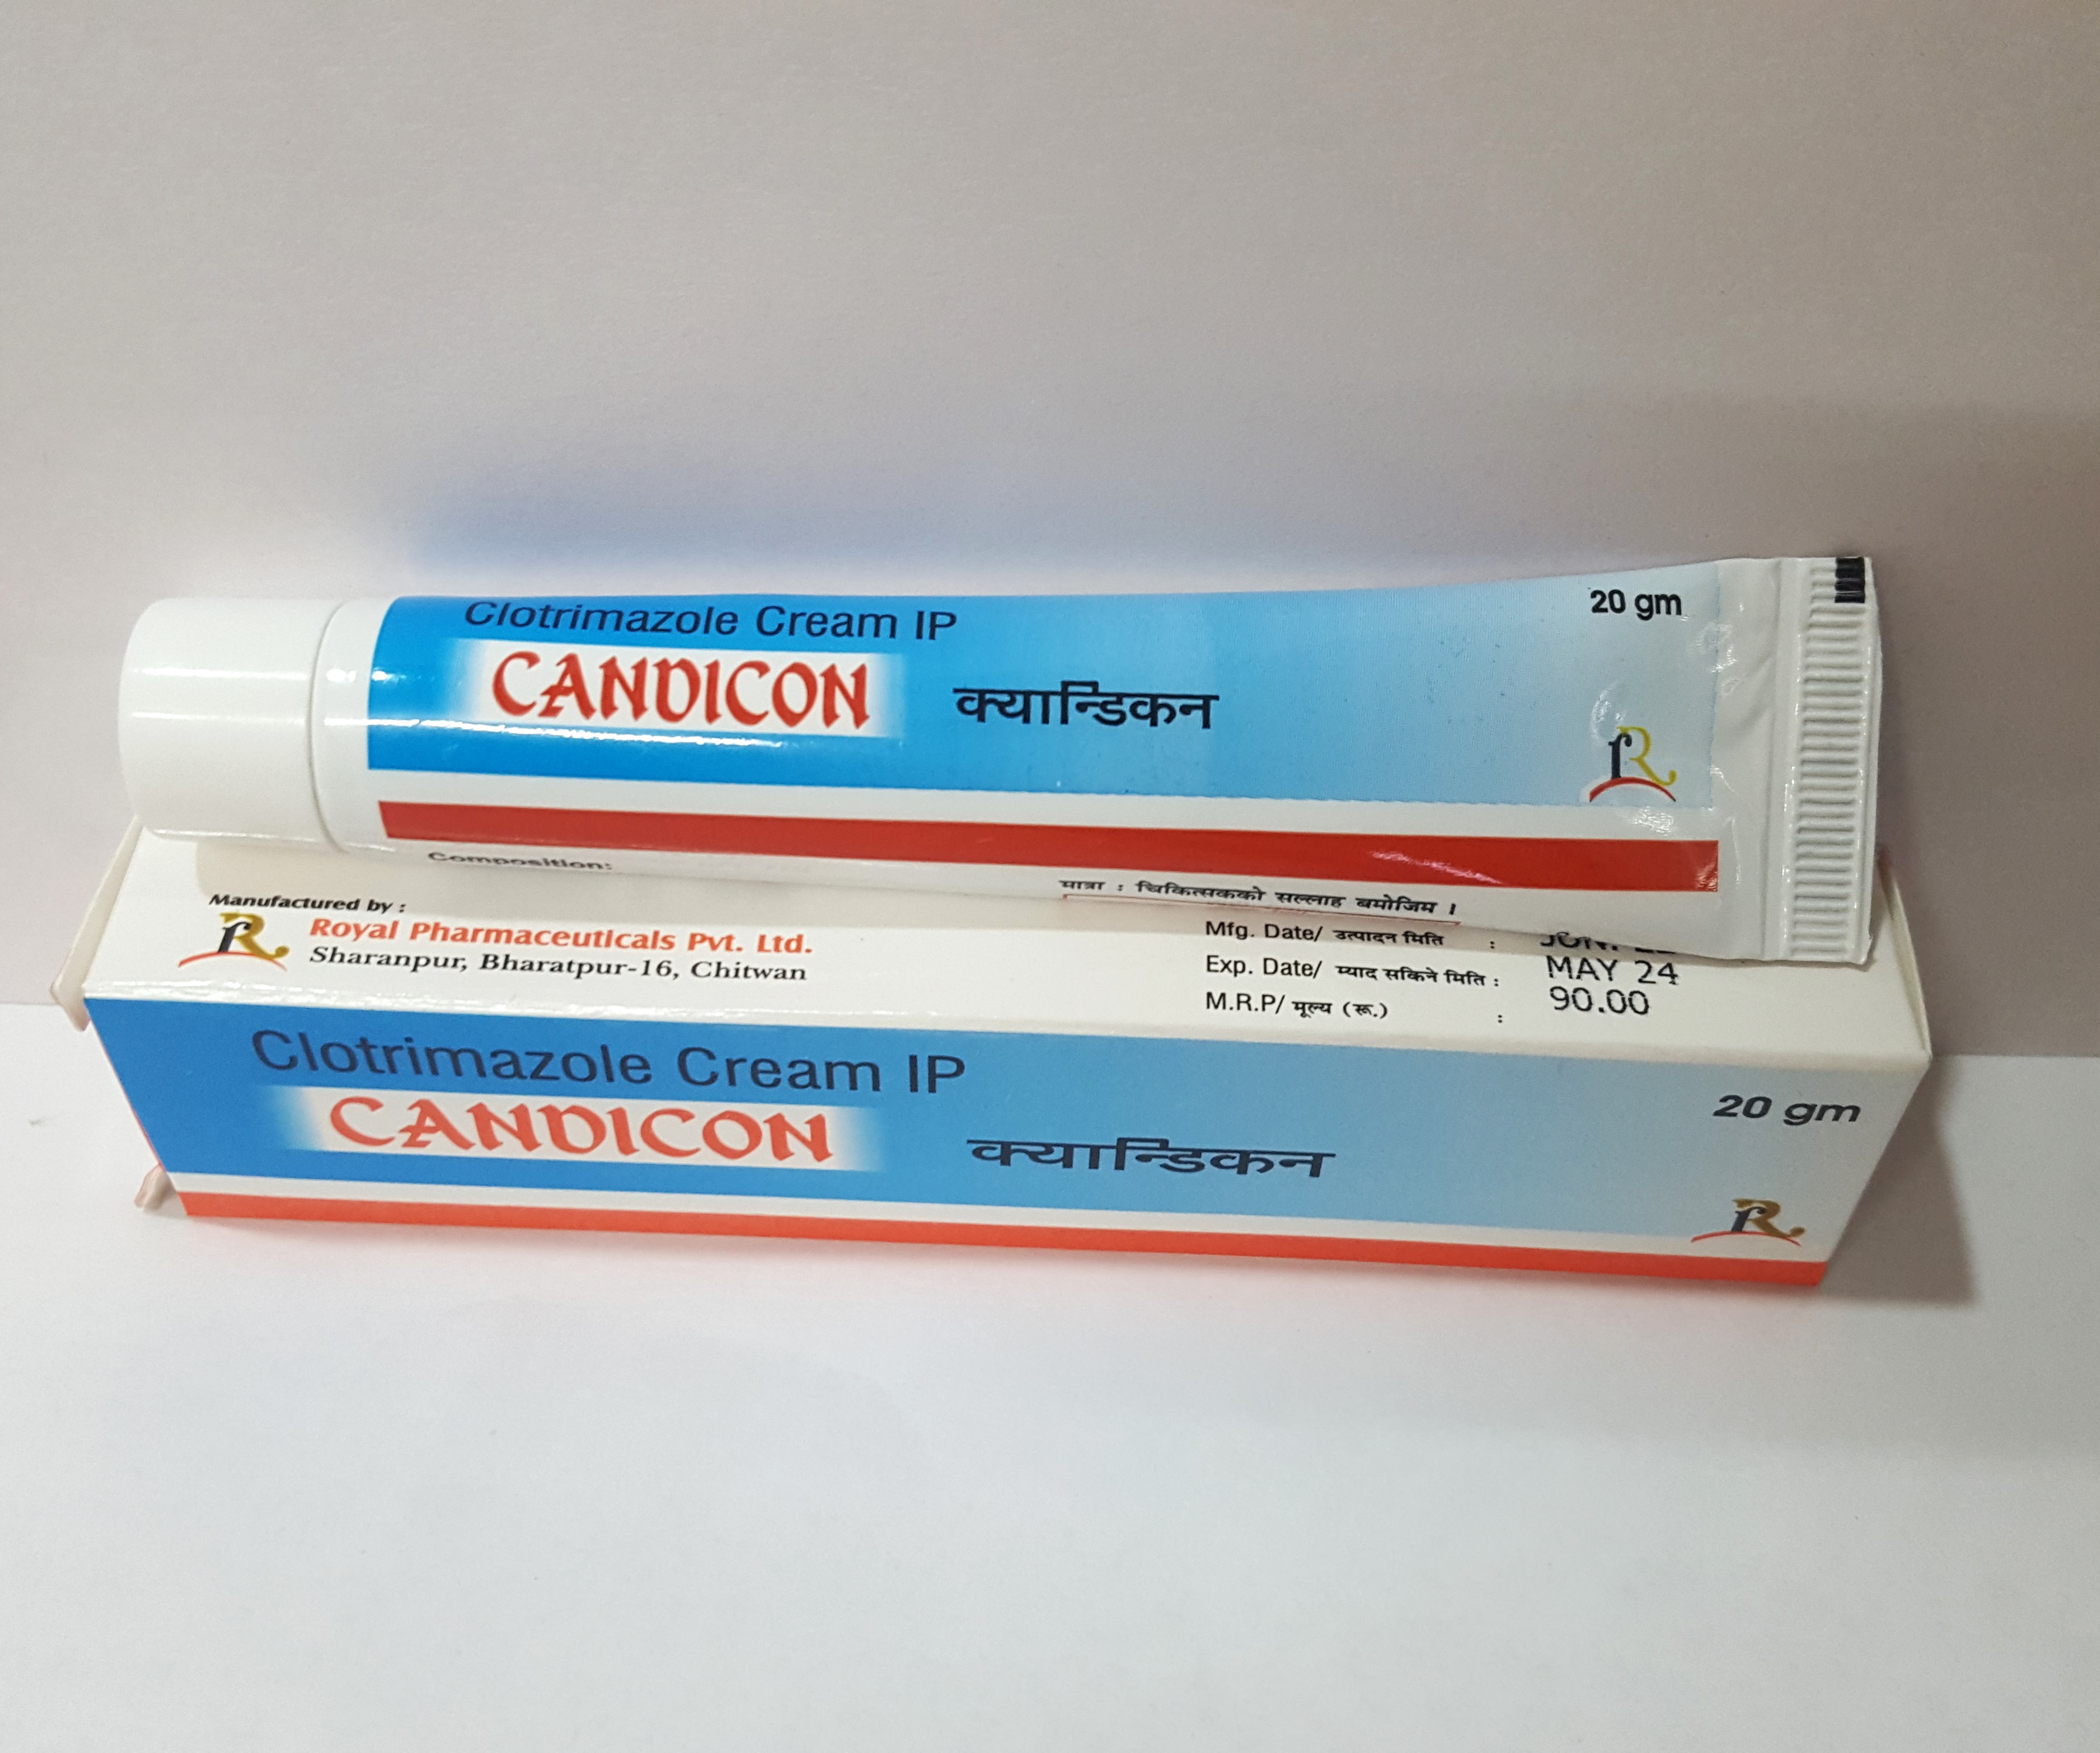 Clotrimazole Cream IP
20 gm
CANDICON
क्यान्डिकन
R
Composition:
मात्रा : चिकित्सकको सल्लाह बमोजिम ।
Manufactured by :
R
Royal Pharmaceuticals Pvt. Ltd.
Sharanpur, Bharatpur-16, Chitwan
Mfg. Date/ उत्पादन मिति :
Exp. Date/ म्याद सकिने मिति : MAY 24
M.R.P/ मूल्य (रू.) : 90.00
Clotrimazole Cream IP
20 gm
CANDICON
क्यान्डिकन
R